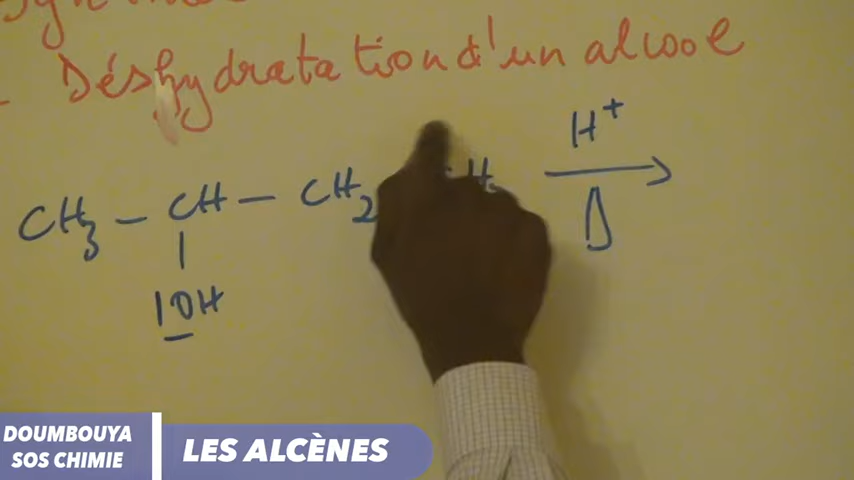 - Déshydratation d'un alcool
H⁺
CH₃ - CH - CH₂
Δ
|
OH
DOUMBOUYA
SOS CHIMIE
LES ALCÈNES